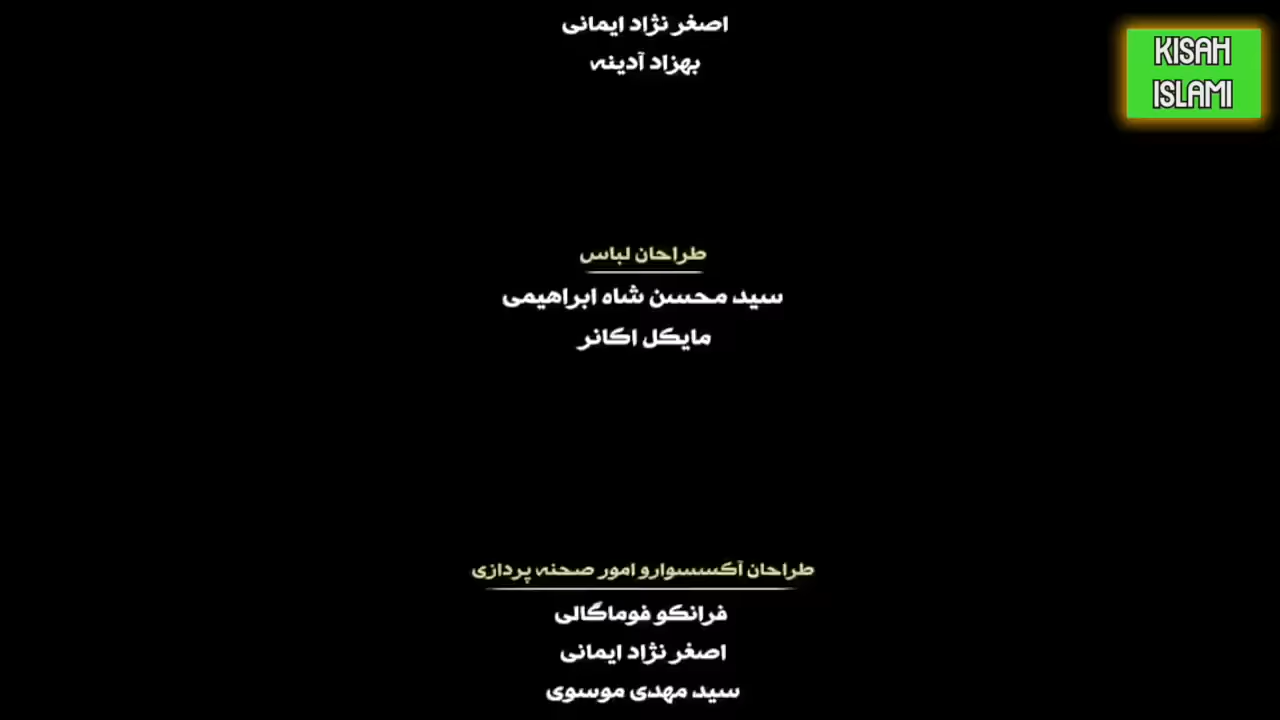 اصغر نژاد ایمانی
بهزاد آدینه
KISAH
ISLAMI
طراحان لباس
سید محسن شاه ابراهیمی
مایکل اکانر
طراحان آکسسوارو امور صحنه پردازی
فرانکو فوماگالی
اصغر نژاد ایمانی
سید مهدی موسوی